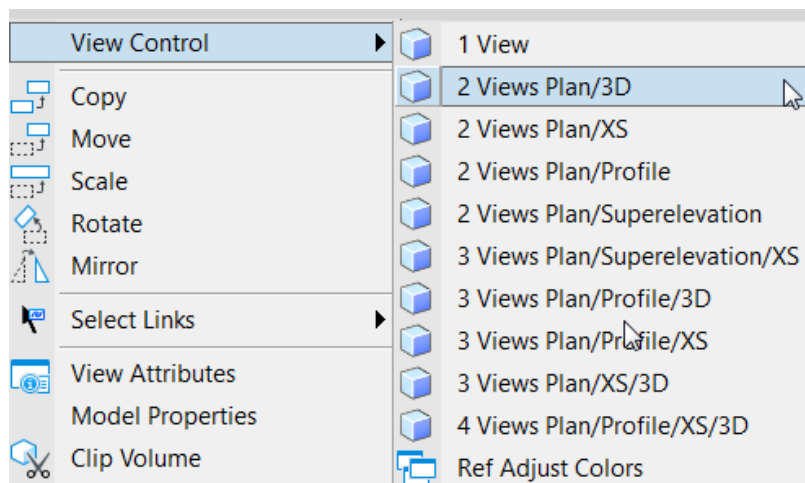 View Control
Copy
Move
Scale
Rotate
Mirror
Select Links
View Attributes
Model Properties
Clip Volume
1 View
2 Views Plan/3D
2 Views Plan/XS
2 Views Plan/Profile
2 Views Plan/Superelevation
3 Views Plan/Superelevation/XS
3 Views Plan/Profile/3D
3 Views Plan/Profile/XS
3 Views Plan/XS/3D
4 Views Plan/Profile/XS/3D
Ref Adjust Colors